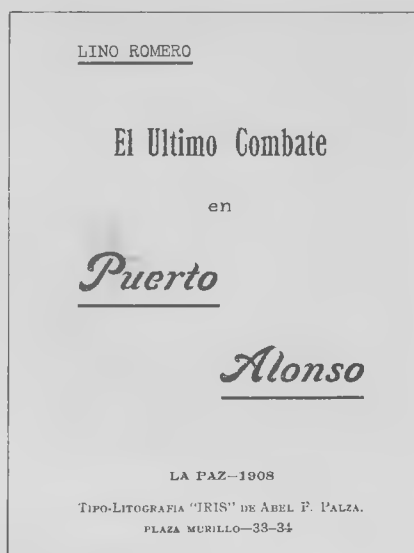 LINO ROMERO
El Ultimo Combate
en
Puerto
Alonso
LA PAZ—1908
TIPO-LITOGRAFIA "IRIS" DE ABEL F. PALZA.
PLAZA MURILLO—33-34